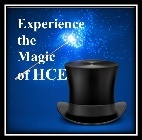 Experience
the
Magic
of HCE